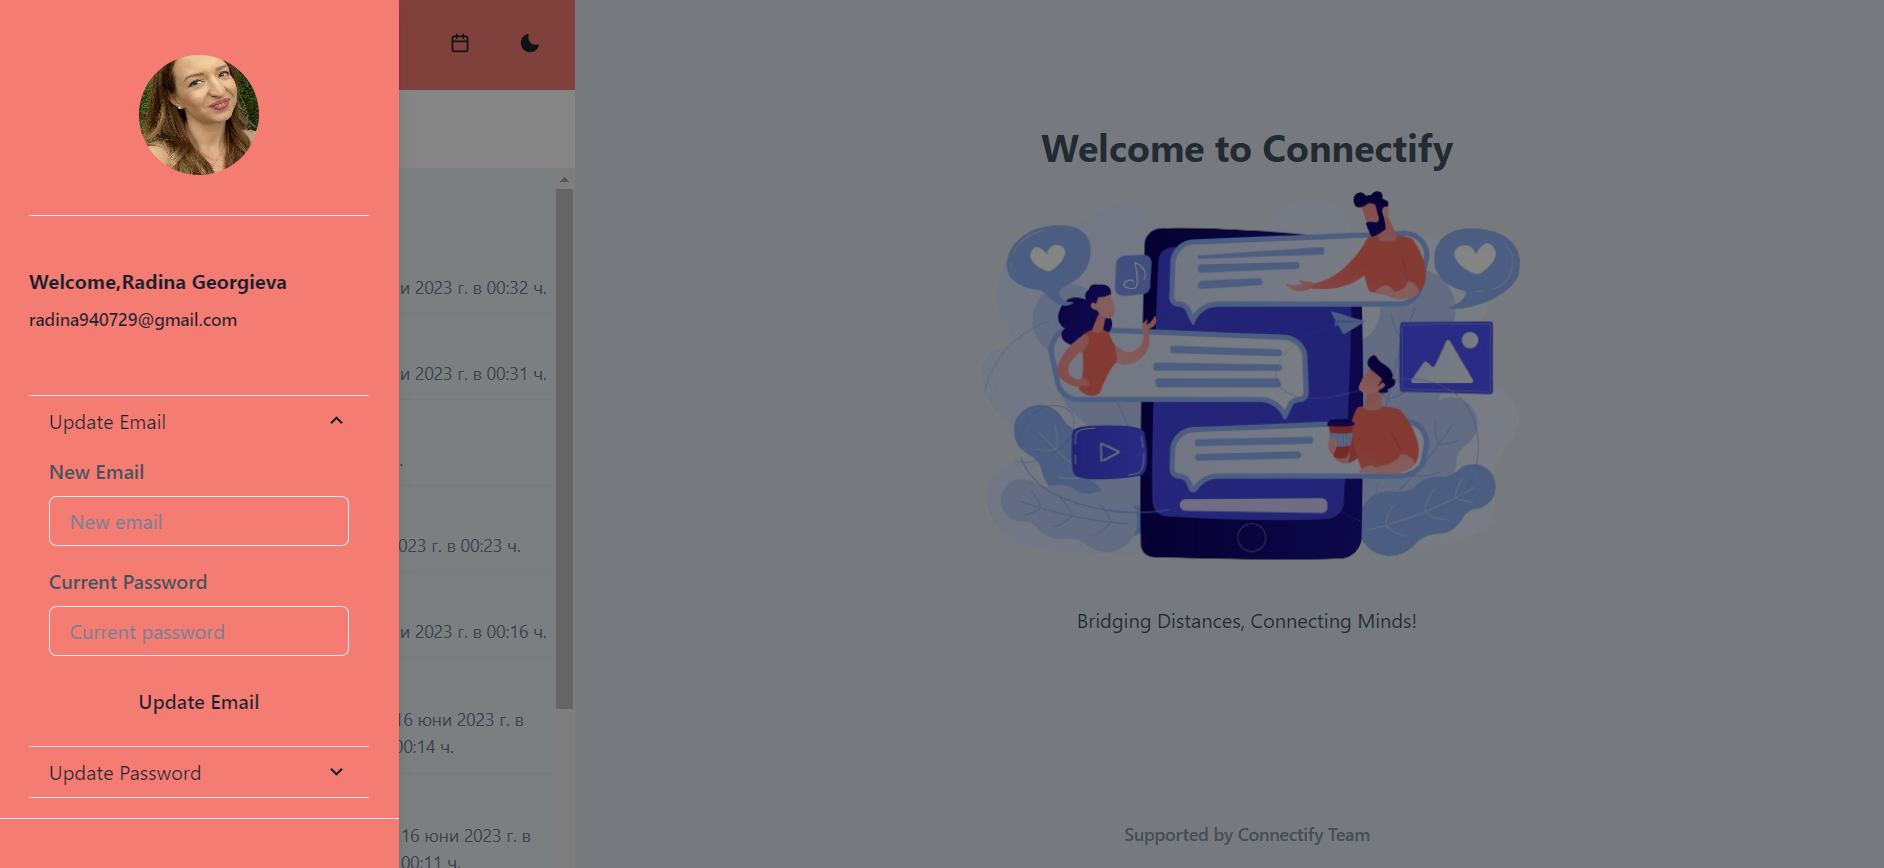 Welcome,Radina Georgieva
radina940729@gmail.com
Update Email
New Email
New email
Current Password
Current password
Update Email
Update Password
2023 г. в 00:32 ч.
2023 г. в 00:31 ч.
г. в 00:23 ч.
2023 г. в 00:16 ч.
16 юни 2023 г. в
00:14 ч.
16 юни 2023 г. в
00:11 ч.
Welcome to Connectify
Bridging Distances, Connecting Minds!
Supported by Connectify Team